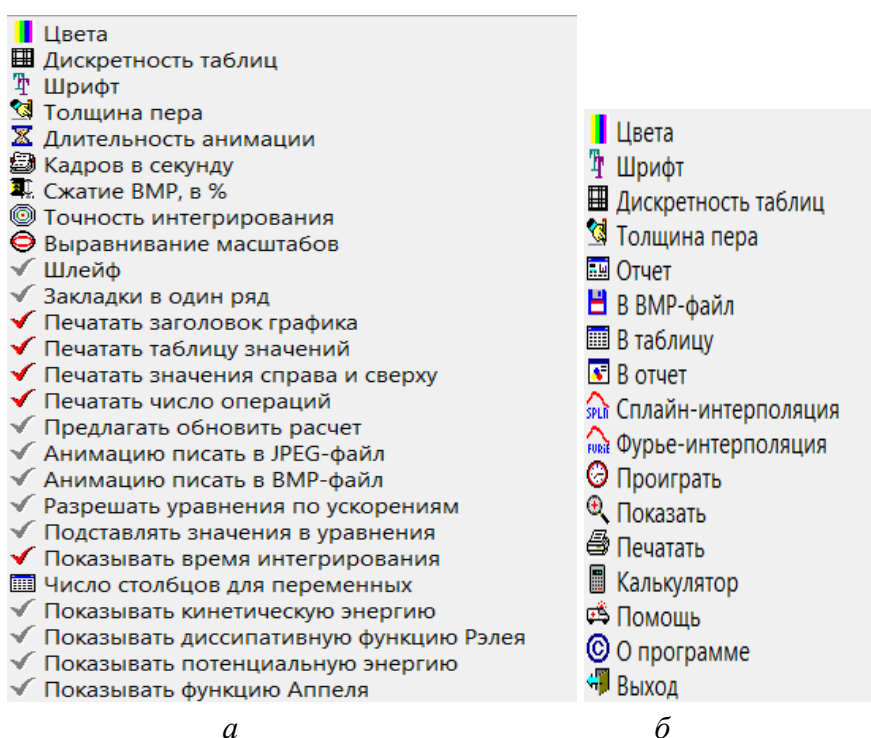 Цвета
Дискретность таблиц
Шрифт
Толщина пера
Длительность анимации
Кадров в секунду
Сжатие BMP, в %
Точность интегрирования
Выравнивание масштабов
Шлейф
Закладки в один ряд
Печатать заголовок графика
Печатать таблицу значений
Печатать значения справа и сверху
Печатать число операций
Предлагать обновить расчет
Анимацию писать в JPEG-файл
Анимацию писать в BMP-файл
Разрешать уравнения по ускорениям
Подставлять значения в уравнения
Показывать время интегрирования
Число столбцов для переменных
Показывать кинетическую энергию
Показывать диссипативную функцию Рэлея
Показывать потенциальную энергию
Показывать функцию Аппеля
а
Цвета
Шрифт
Дискретность таблиц
Толщина пера
Отчет
В BMP-файл
В таблицу
В отчет
SPLN Сплайн-интерполяция
FURIE Фурье-интерполяция
Проиграть
Показать
Печатать
Калькулятор
Помощь
© О программе
Выход
б